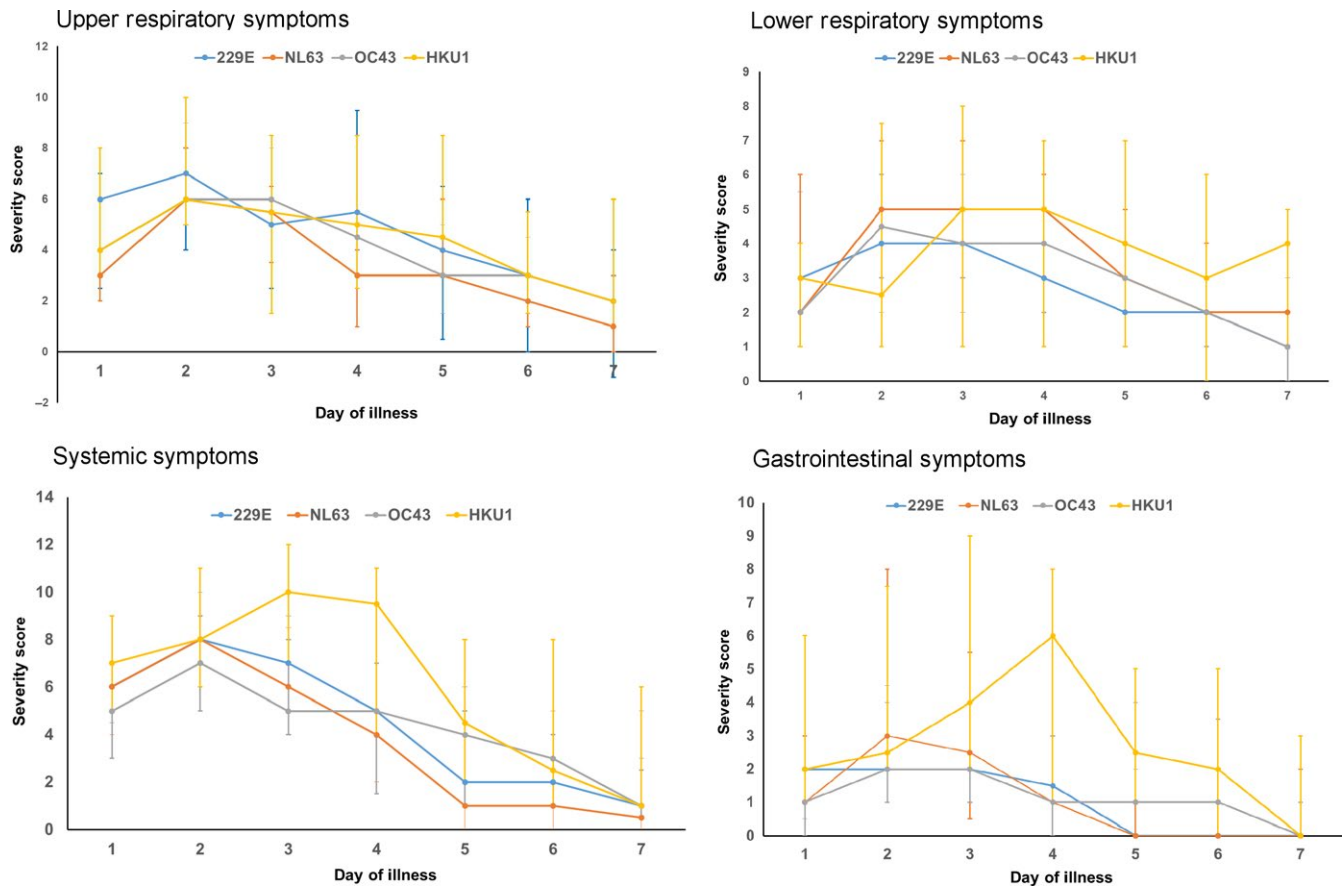 Upper respiratory symptoms
229E NL63 OC43 HKU1
Severity score
12
10
8
6
4
2
0
–2
1 2 3 4 5 6 7
Day of illness
Lower respiratory symptoms
229E NL63 OC43 HKU1
Severity score
9
8
7
6
5
4
3
2
1
0
1 2 3 4 5 6 7
Day of illness
Systemic symptoms
229E NL63 OC43 HKU1
Severity score
14
12
10
8
6
4
2
0
1 2 3 4 5 6 7
Day of illness
Gastrointestinal symptoms
229E NL63 OC43 HKU1
Severity score
10
9
8
7
6
5
4
3
2
1
0
1 2 3 4 5 6 7
Day of illness